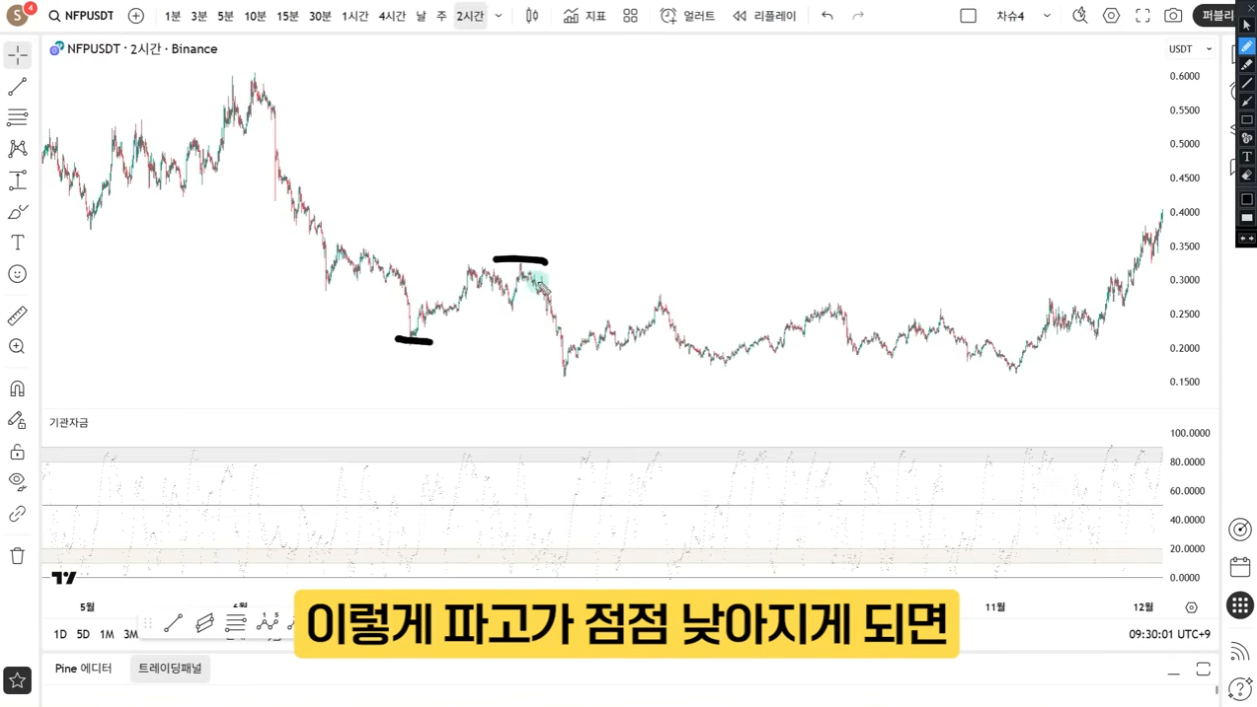 S 4 NFPUSDT 1분 3분 5분 10분 15분 30분 1시간 4시간 날 주 2시간 지표 얼러트 리플레이 차슈4 퍼블리
NFPUSDT · 2시간 · Binance
USDT
0.6000
0.5500
0.5000
0.4500
0.4000
0.3500
0.3000
0.2500
0.2000
0.1500
기관자금
100.0000
80.0000
60.0000
40.0000
20.0000
0.0000
5월 11월 12월
이렇게 파고가 점점 낮아지게 되면
1D 5D 1M 3M 09:30:01 UTC+9
Pine 에디터 트레이딩패널